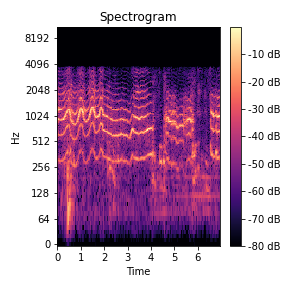 Spectrogram
8192
4096
2048
1024
512
256
128
64
0
Hz
0 1 2 3 4 5 6
Time
-10 dB
-20 dB
-30 dB
-40 dB
-50 dB
-60 dB
-70 dB
-80 dB